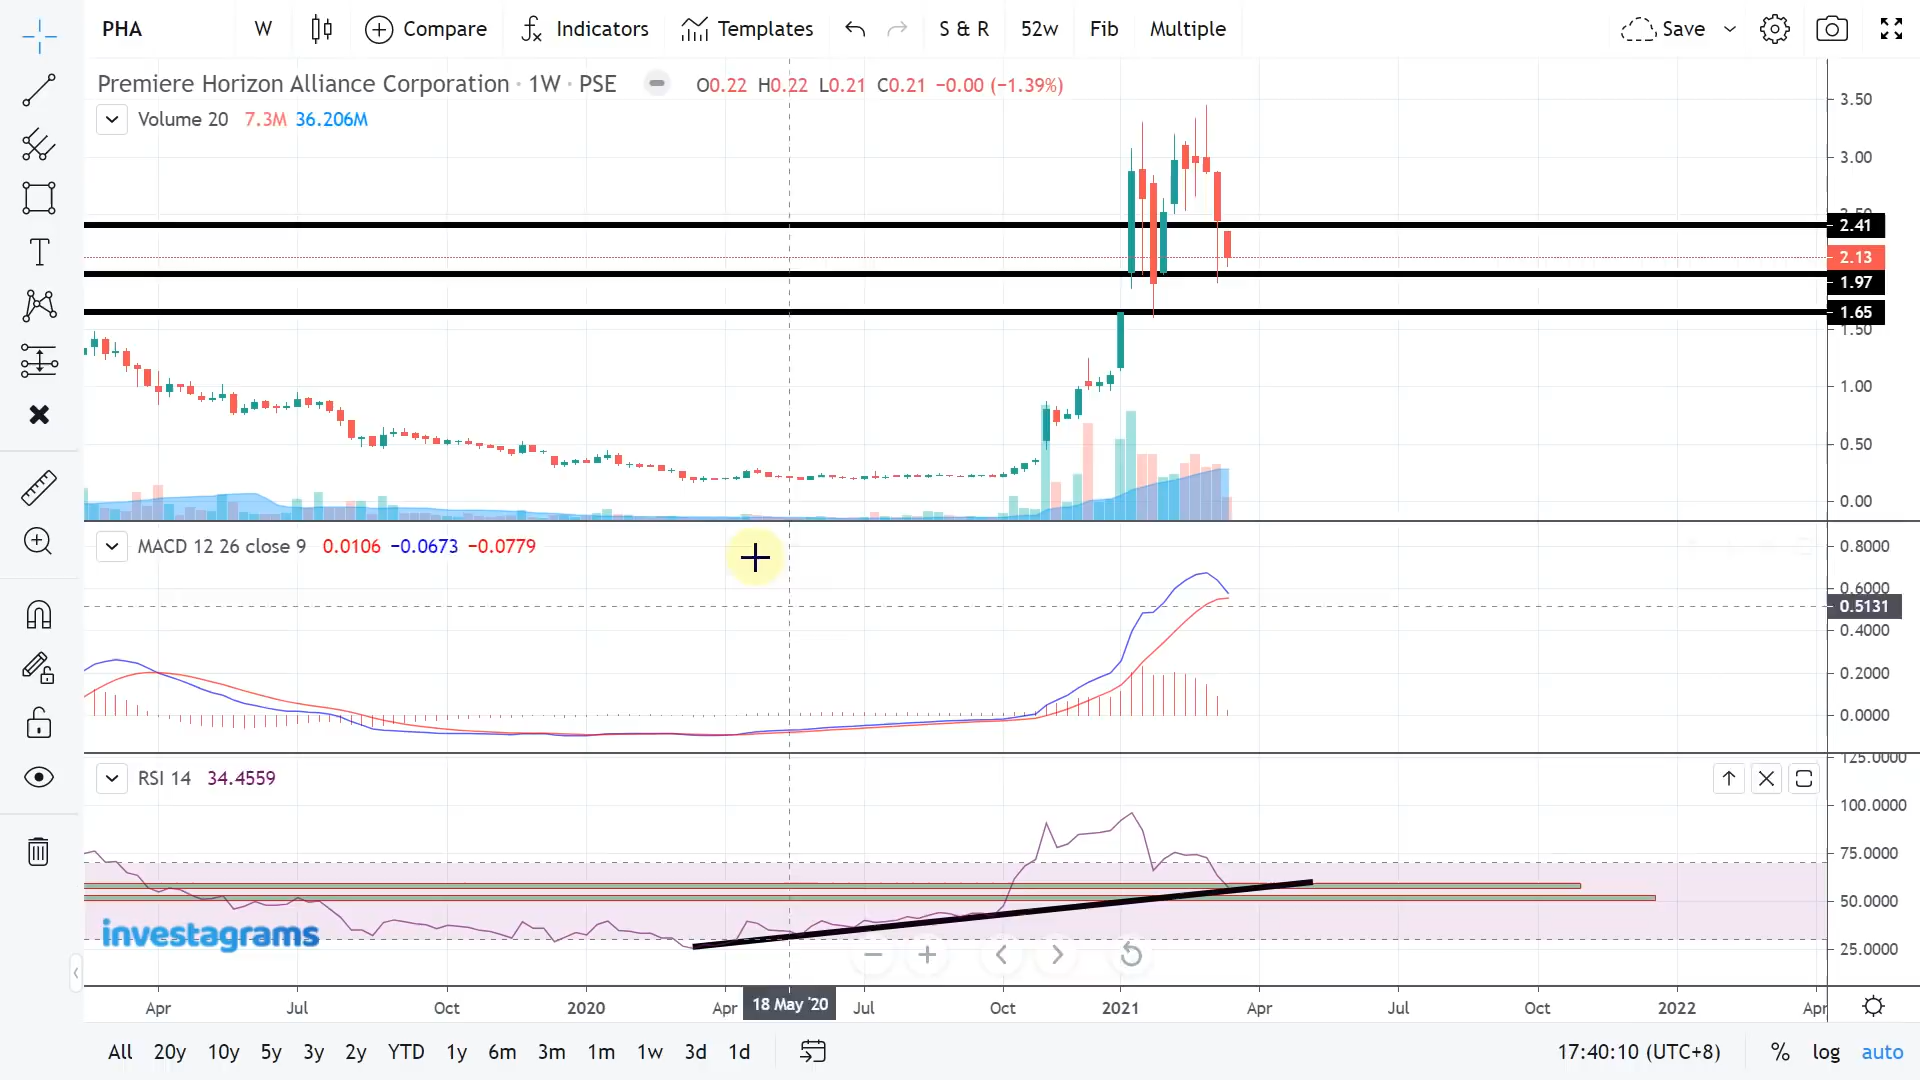 PHA
W
Compare
Indicators
Templates
S & R
52w
Fib
Multiple
Save
Premiere Horizon Alliance Corporation · 1W · PSE
O0.22 H0.22 L0.21 C0.21 −0.00 (−1.39%)
Volume 20 7.3M 36.206M
3.50
3.00
2.50
2.41
2.13
1.97
1.65
1.50
1.00
0.50
0.00
MACD 12 26 close 9 0.0106 −0.0673 −0.0779
0.8000
0.6000
0.5131
0.4000
0.2000
0.0000
RSI 14 34.4559
125.0000
100.0000
75.0000
50.0000
25.0000
investagrams
Apr Jul Oct 2020 Apr 18 May '20 Jul Oct 2021 Apr Jul Oct 2022 Apr
All 20y 10y 5y 3y 2y YTD 1y 6m 3m 1m 1w 3d 1d
17:40:10 (UTC+8) % log auto